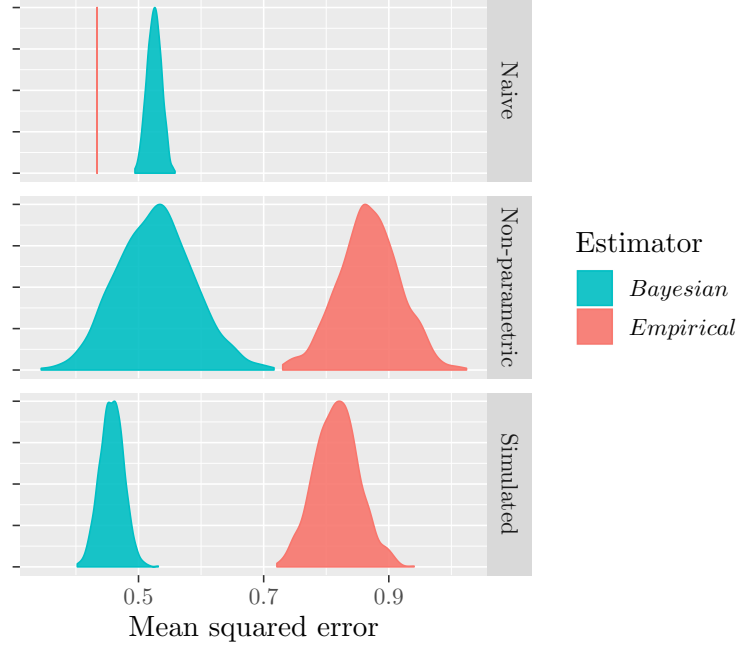 Naive
Non-parametric
Simulated
0.5 0.7 0.9
Mean squared error
Estimator
Bayesian
Empirical